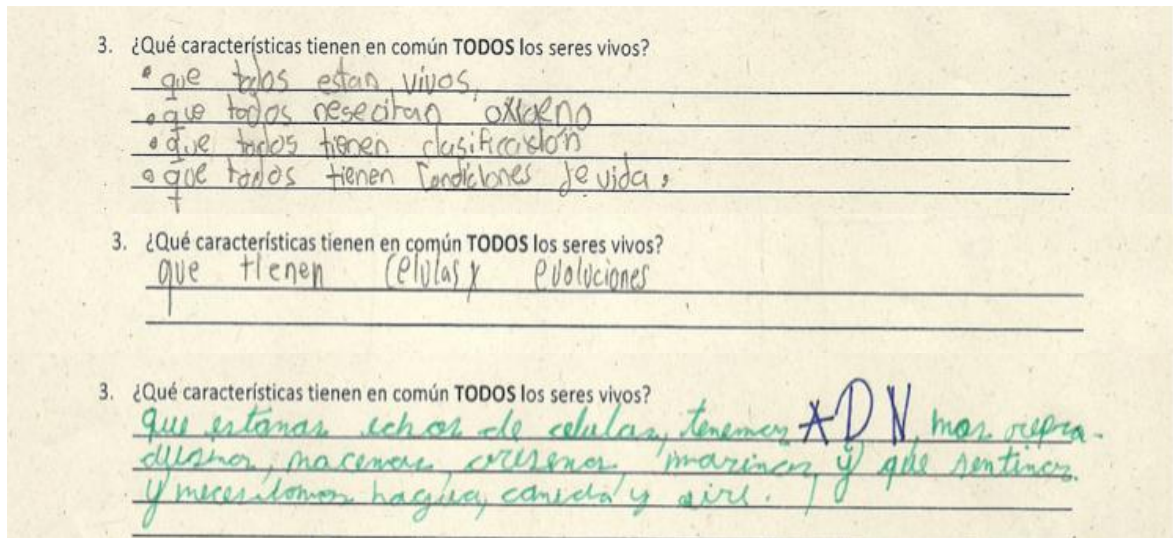 3. ¿Qué características tienen en común TODOS los seres vivos?
• que todos estan vivos,
• que todos nesecitan oxigeno
• que todos tienen clasificasión
• que todos tienen condiciones de vida.
3. ¿Qué características tienen en común TODOS los seres vivos?
que tienen celulas y evoluciones
3. ¿Qué características tienen en común TODOS los seres vivos?
que estamos echos de celulas, tenemos ADN, nos repro-
dusimos, nacemos, cresemos morimos, y que sentimos
y necesitamos hagua, comida y aire.